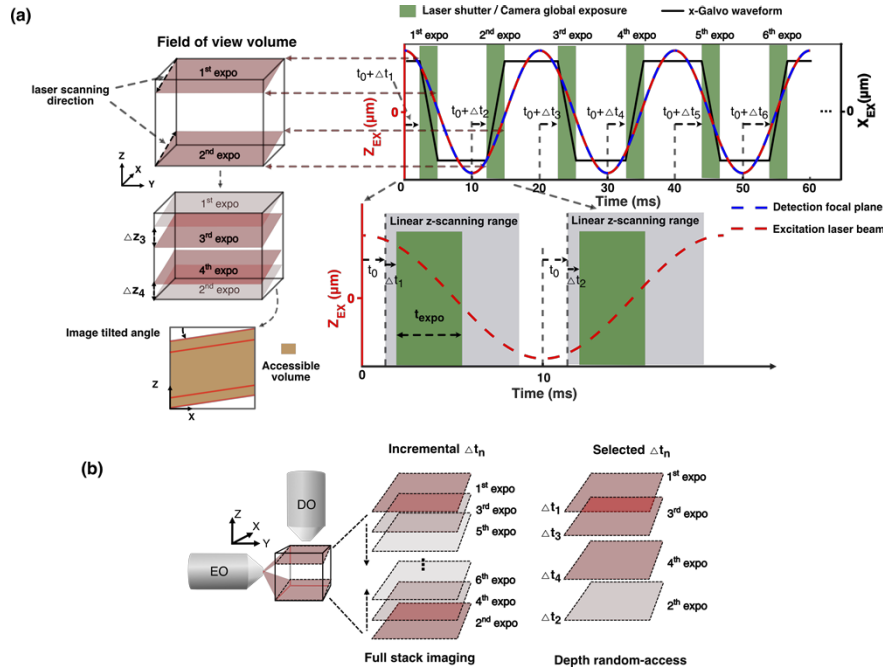 (a)
Laser shutter / Camera global exposure
x-Galvo waveform
Field of view volume
1st expo
2nd expo
3rd expo
4th expo
5th expo
6th expo
1st expo
laser scanning
direction
2nd expo
Z
X
Y
t0+△t1
t0+△t2
t0+△t3
t0+△t4
t0+△t5
t0+△t6
Z_EX (µm)
0
...
0
X_EX (µm)
0
10
20
30
40
50
60
Time (ms)
1st expo
3rd expo
4th expo
2nd expo
△z3
△z4
Detection focal plane
Excitation laser beam
Linear z-scanning range
Linear z-scanning range
t0
△t1
t0
△t2
texpo
Z_EX (µm)
0
0
10
Time (ms)
Image tilted angle
Accessible
volume
Z
X
(b)
Incremental △tn
Selected △tn
DO
EO
Z
X
Y
1st expo
3rd expo
5th expo
6th expo
4th expo
2nd expo
Full stack imaging
1st expo
△t1
3rd expo
△t3
4th expo
△t4
2th expo
△t2
Depth random-access